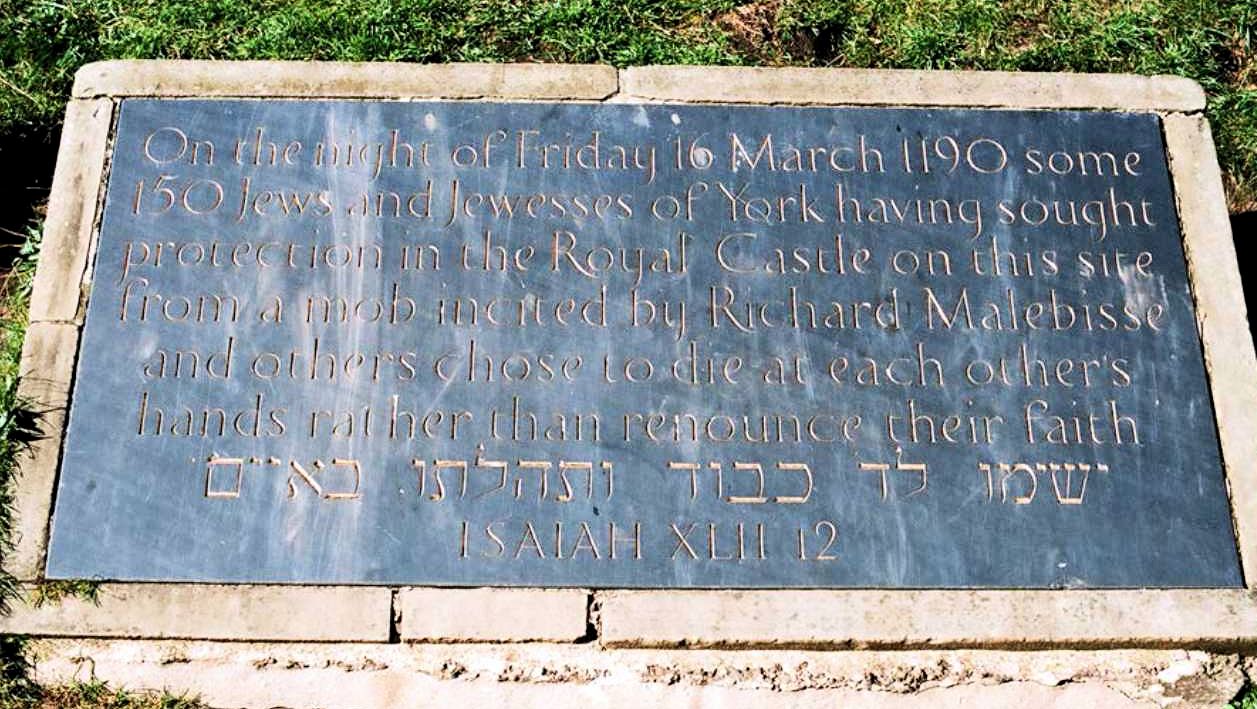 On the night of Friday 16 March 1190 some
150 Jews and Jewesses of York having sought
protection in the Royal Castle on this site
from a mob incited by Richard Malebisse
and others chose to die at each other's
hands rather than renounce their faith
ישימו לד׳ כבוד ותהלתו באיים
ISAIAH XLII 12